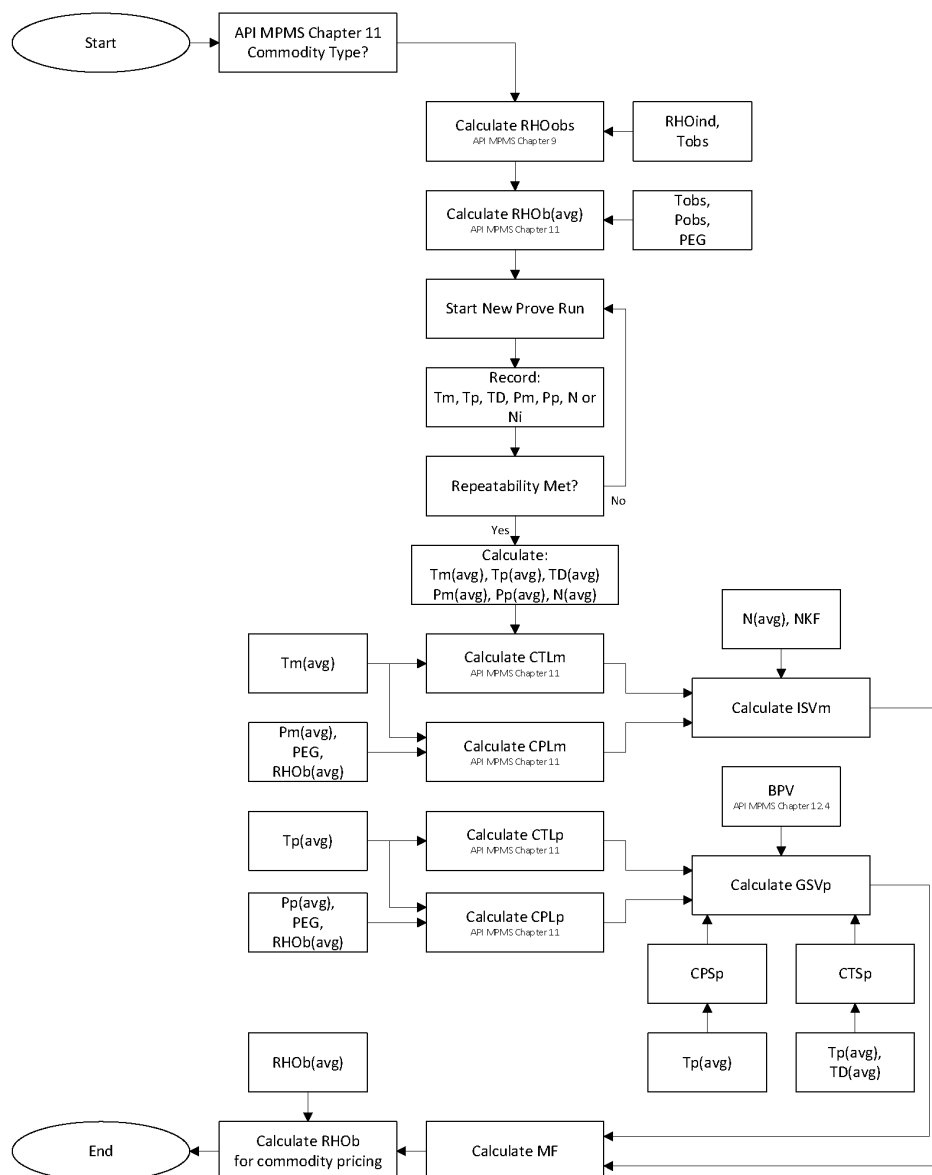 Start
API MPMS Chapter 11
Commodity Type?
Calculate RHOobs
API MPMS Chapter 9
RHOind,
Tobs
Calculate RHOb(avg)
API MPMS Chapter 11
Tobs,
Pobs,
PEG
Start New Prove Run
Record:
Tm, Tp, TD, Pm, Pp, N or
Ni
Repeatability Met?
No
Yes
Calculate:
Tm(avg), Tp(avg), TD(avg)
Pm(avg), Pp(avg), N(avg)
N(avg), NKF
Tm(avg)
Calculate CTLm
API MPMS Chapter 11
Calculate ISVm
Pm(avg),
PEG,
RHOb(avg)
Calculate CPLm
API MPMS Chapter 11
BPV
API MPMS Chapter 12.4
Tp(avg)
Calculate CTLp
API MPMS Chapter 11
Calculate GSVp
Pp(avg),
PEG,
RHOb(avg)
Calculate CPLp
API MPMS Chapter 11
CPSp
CTSp
Tp(avg)
Tp(avg),
TD(avg)
RHOb(avg)
End
Calculate RHOb
for commodity pricing
Calculate MF